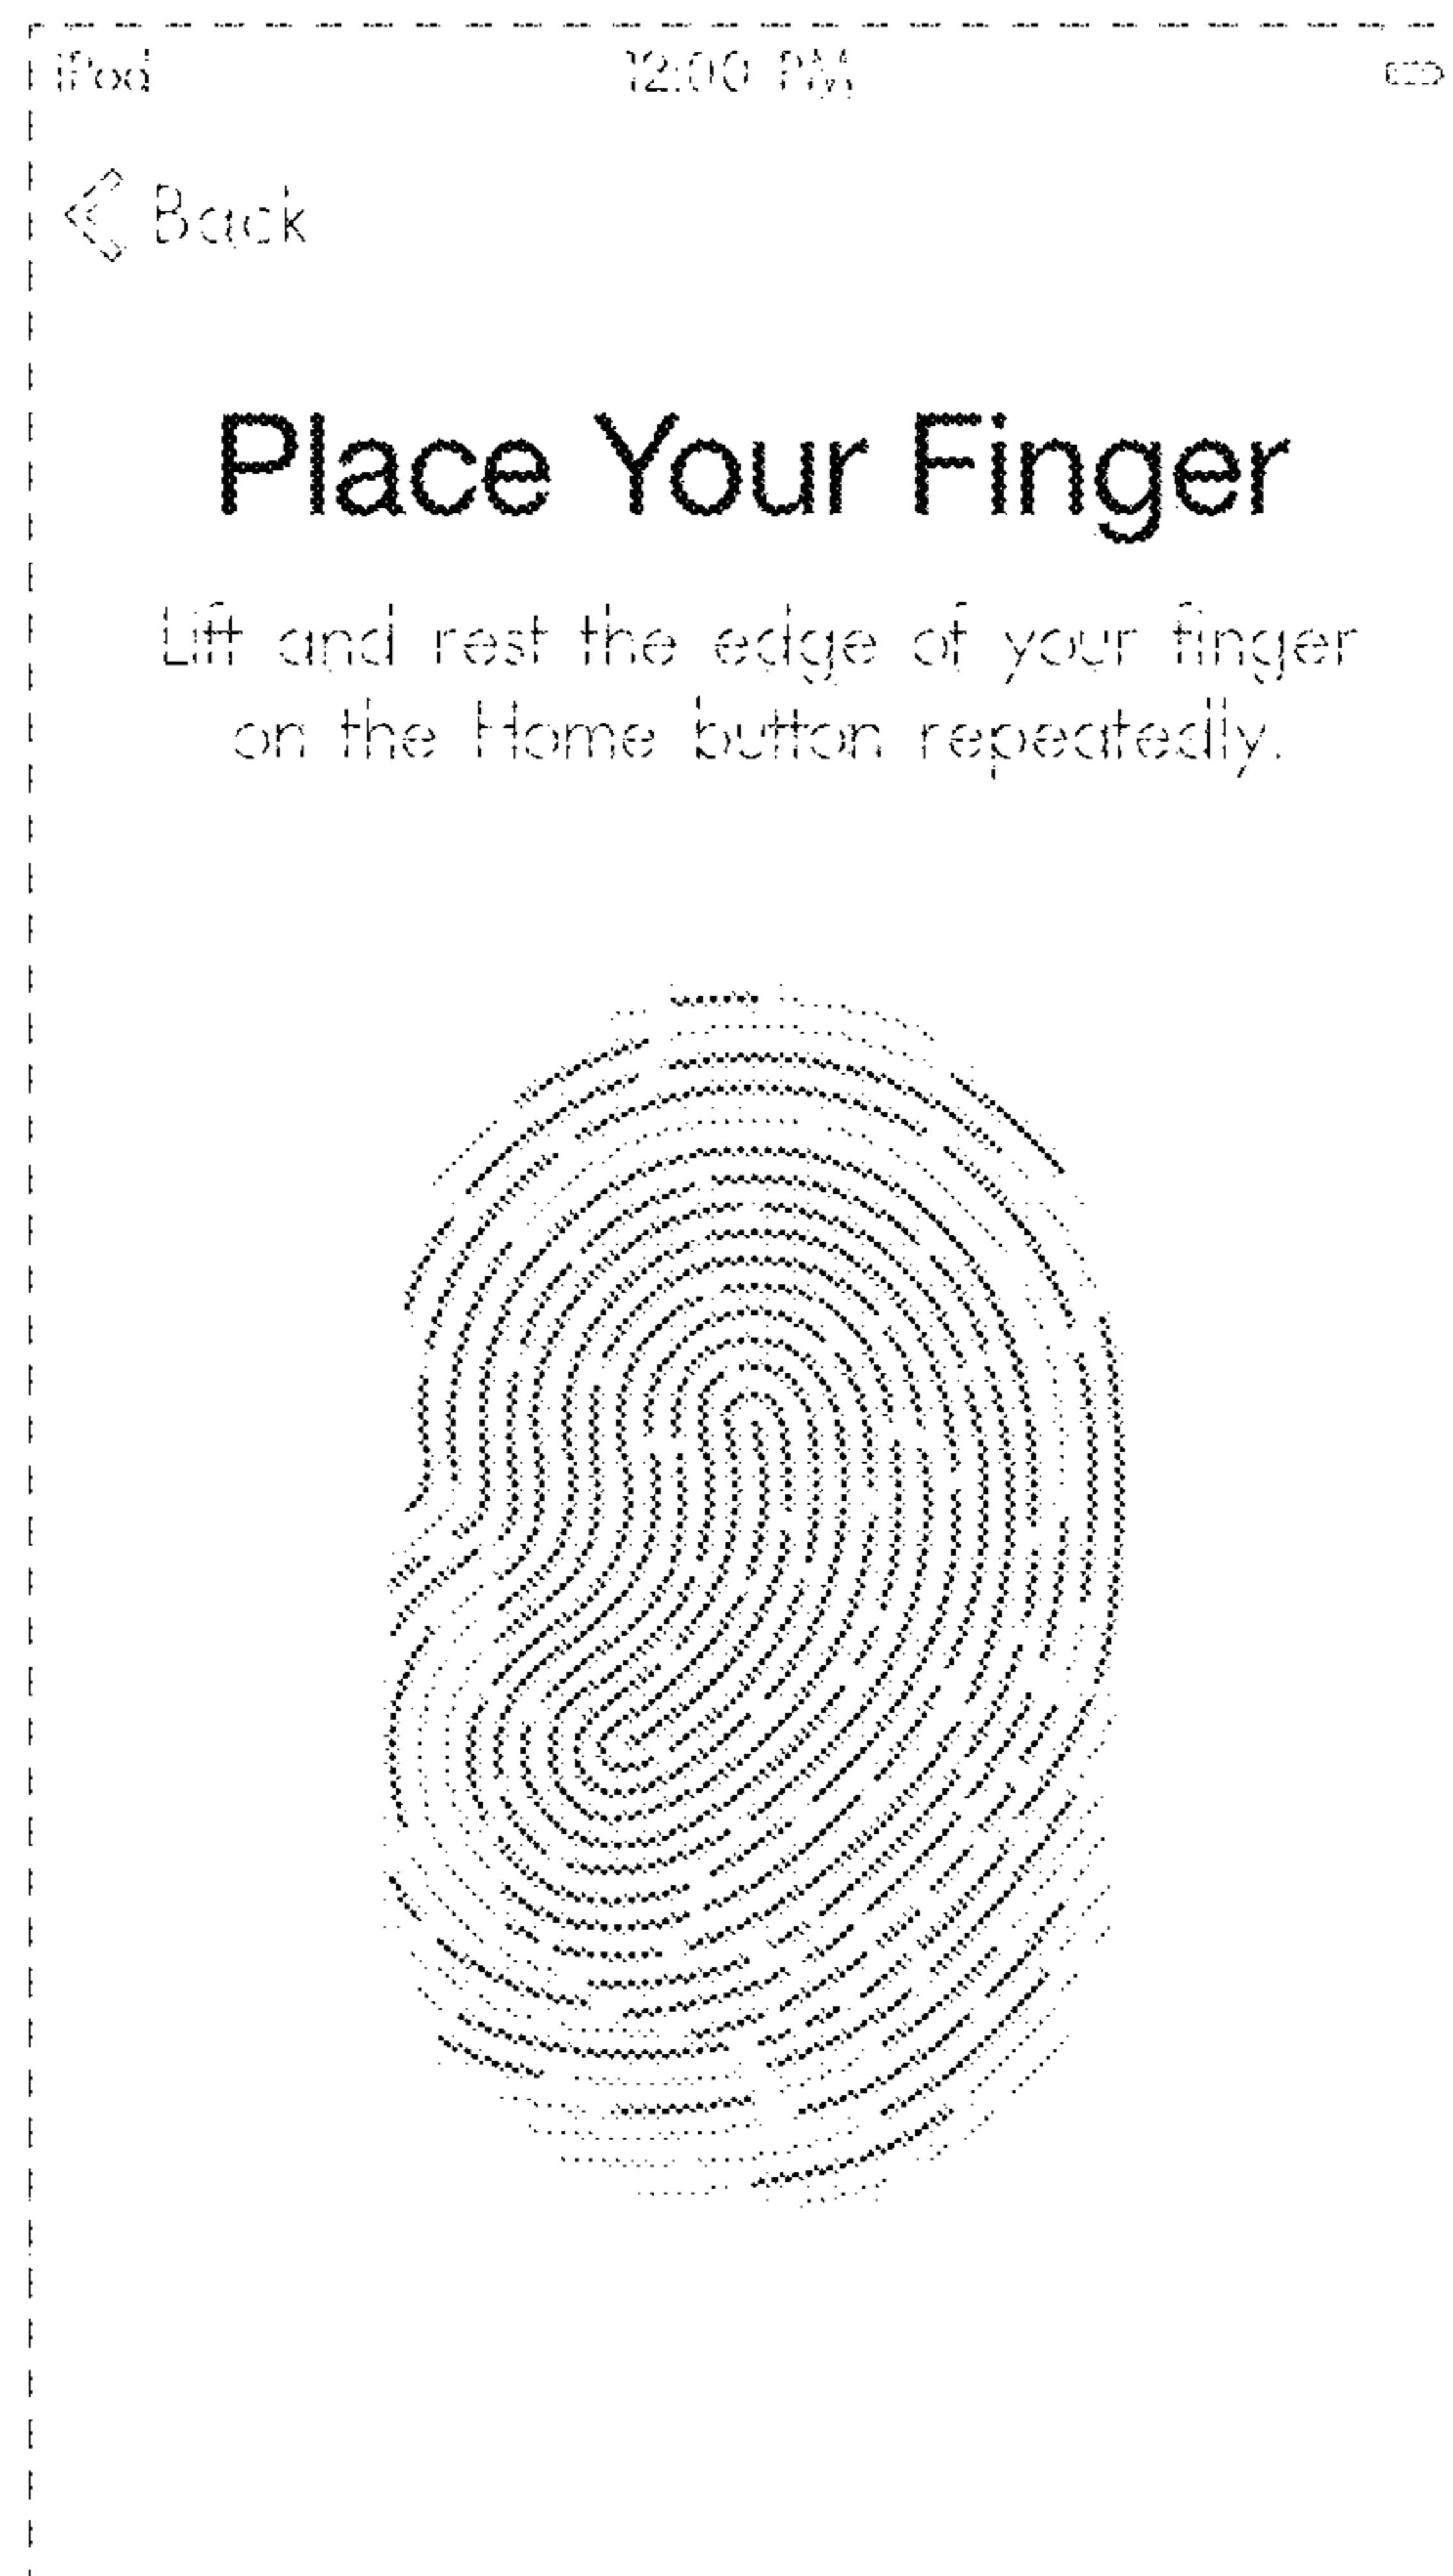 iPod 12:00 PM
Back
Place Your Finger
Lift and rest the edge of your finger
on the Home button repeatedly.